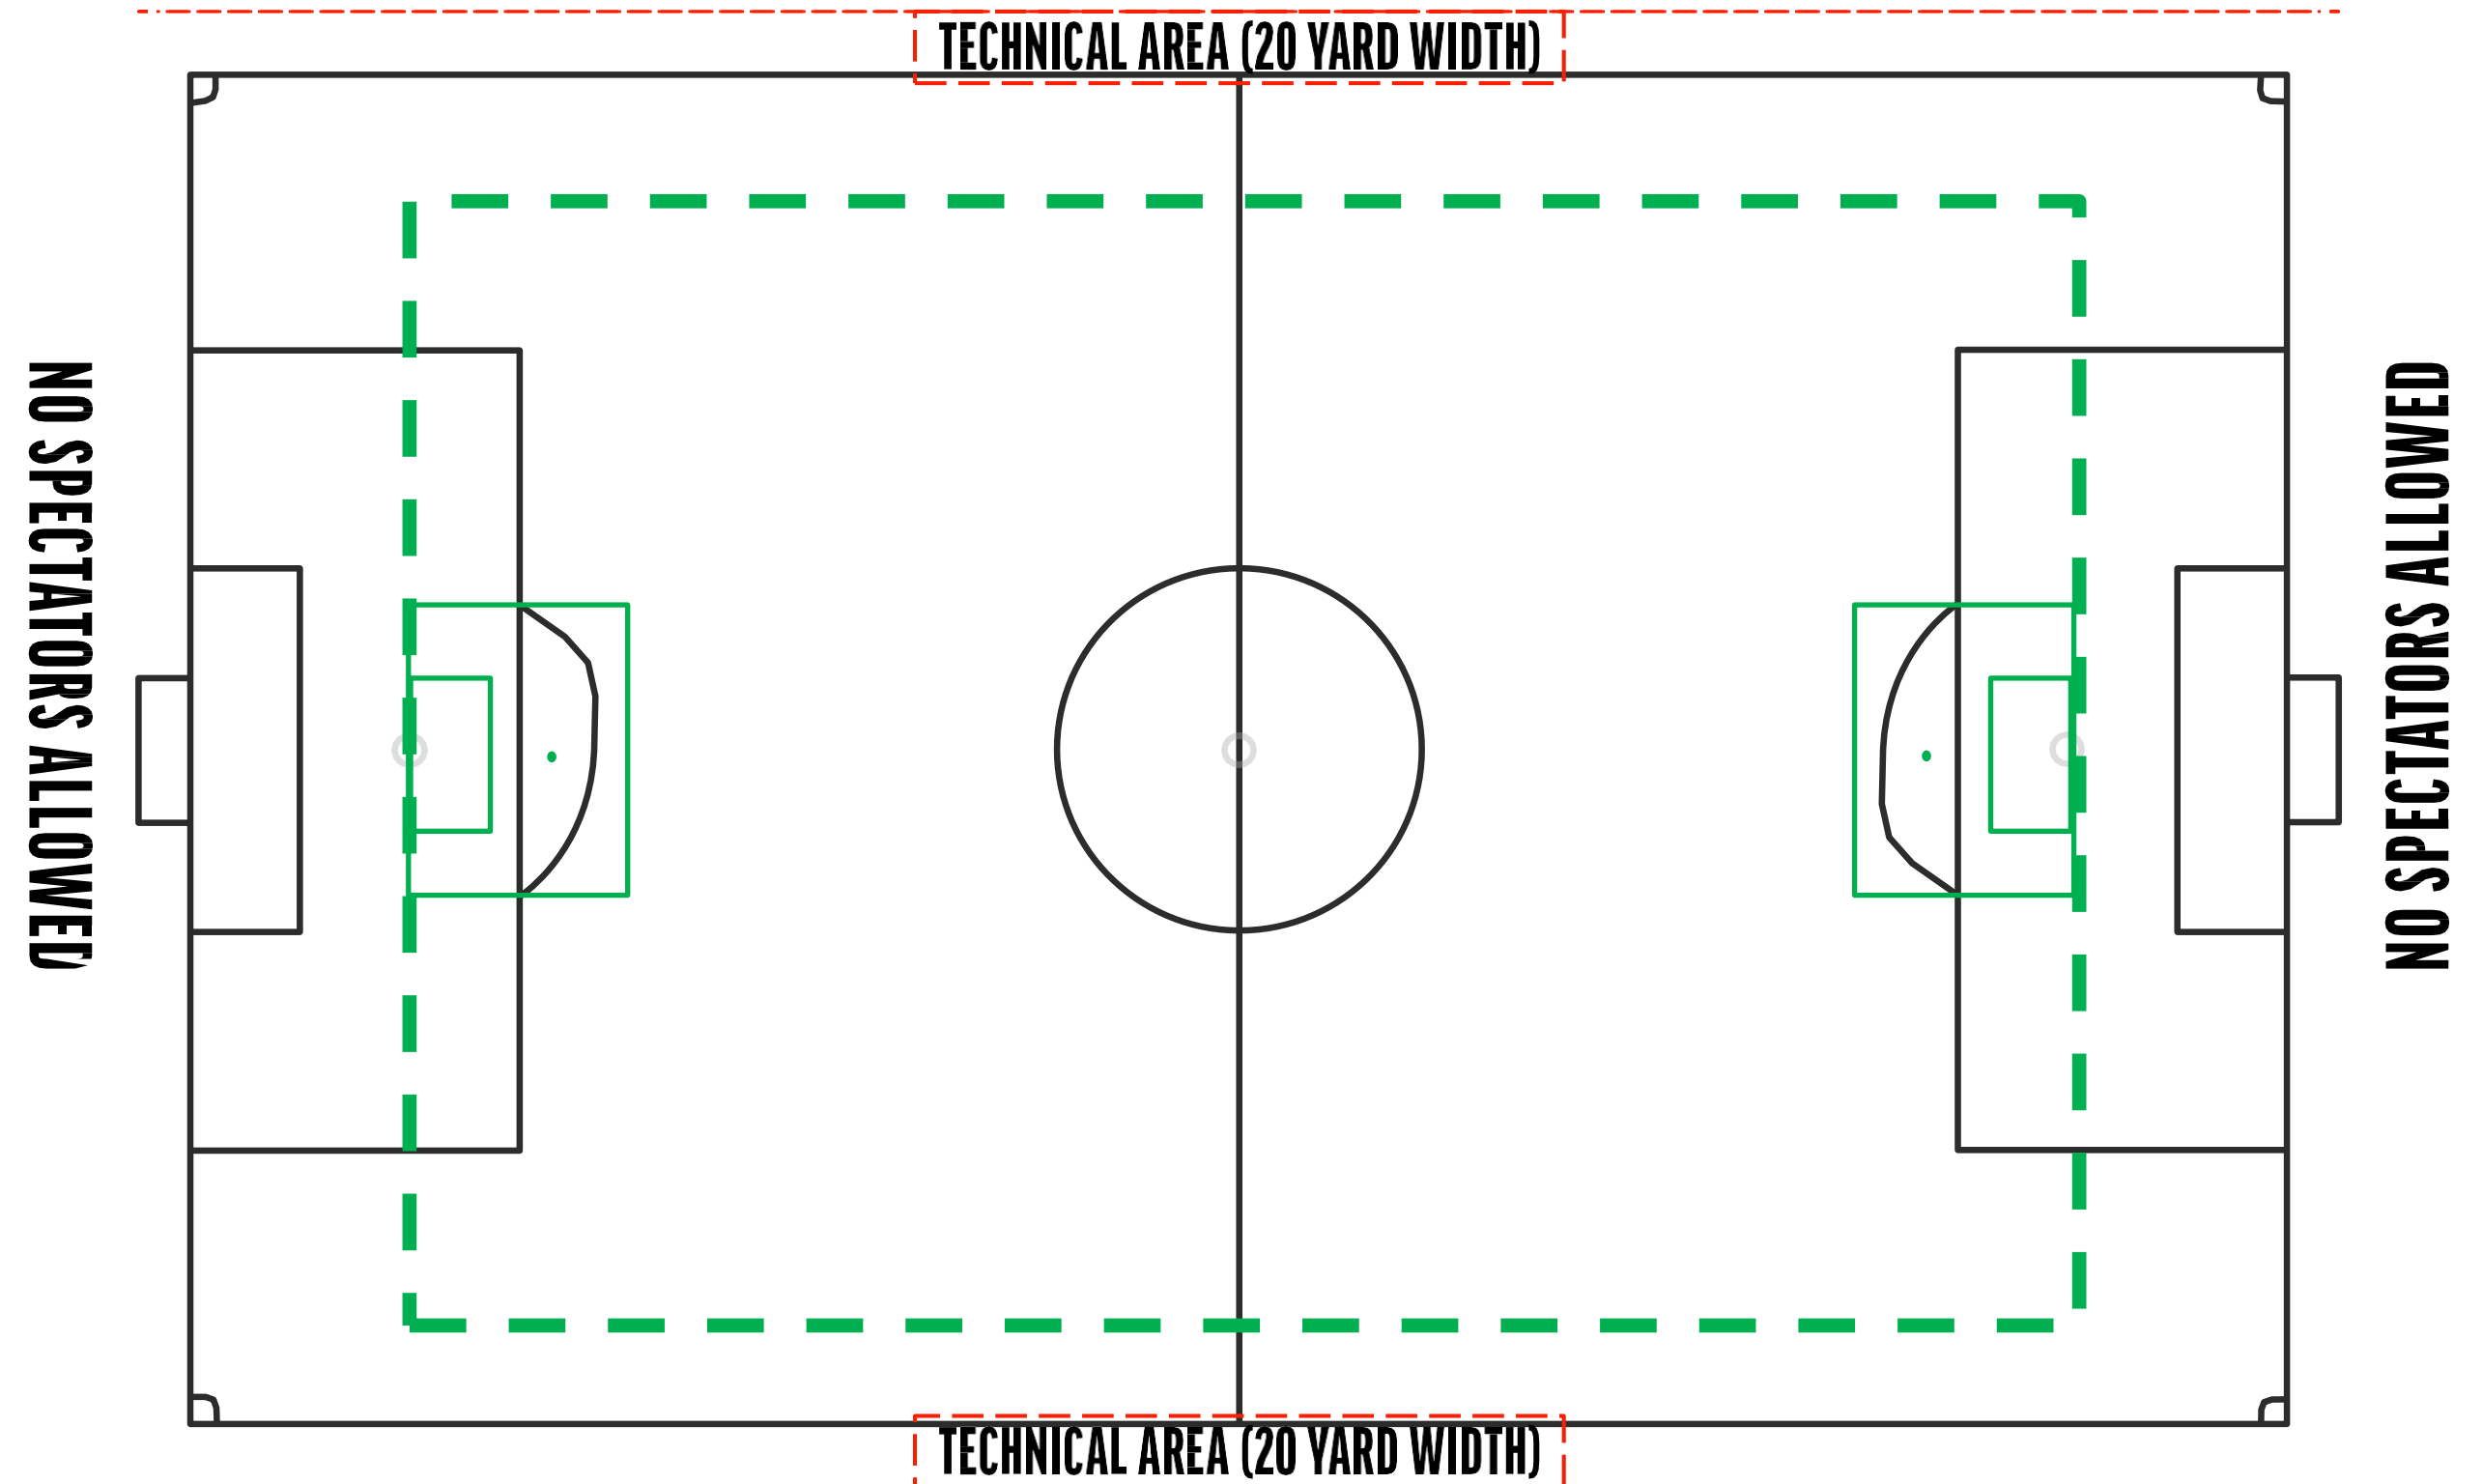 TECHNICAL AREA (20 YARD WIDTH)
NO SPECTATORS ALLOWED
NO SPECTATORS ALLOWED
TECHNICAL AREA (20 YARD WIDTH)